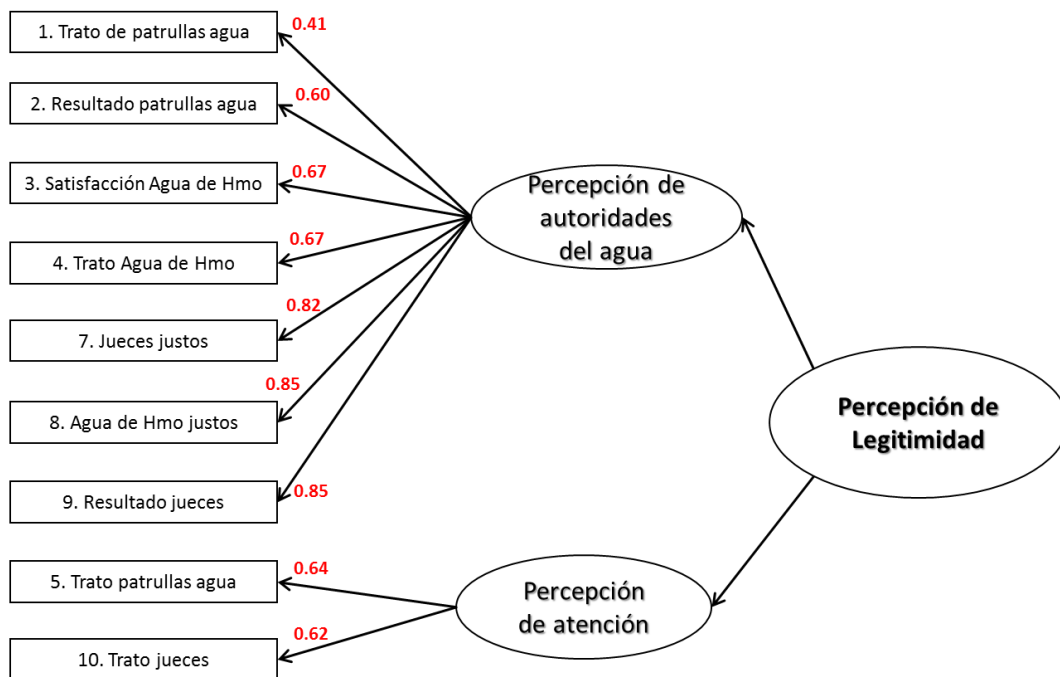 1. Trato de patrullas agua
0.41
2. Resultado patrullas agua
0.60
3. Satisfacción Agua de Hmo
0.67
4. Trato Agua de Hmo
0.67
7. Jueces justos
0.82
8. Agua de Hmo justos
0.85
9. Resultado jueces
0.85
5. Trato patrullas agua
0.64
10. Trato jueces
0.62
Percepción de
autoridades
del agua
Percepción
de atención
Percepción de
Legitimidad